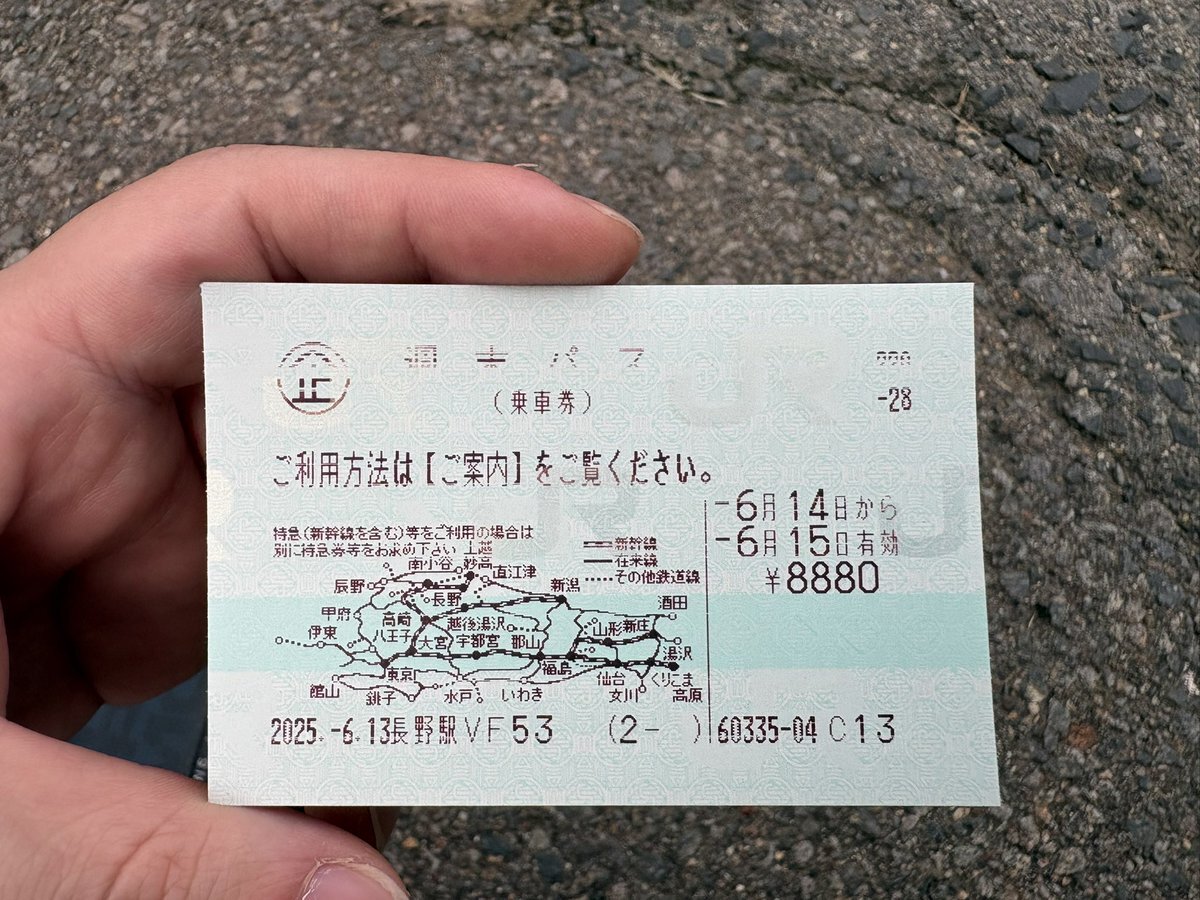 週末パス
(乗車券)
-28
ご利用方法は【ご案内】をご覧ください。
-6月14日から
-6月15日有効
¥8880
特急(新幹線を含む)等をご利用の場合は
別に特急券等をお求め下さい
新幹線
在来線
その他鉄道線
上越
南小谷 妙高
直江津
辰野
長野
新潟
酒田
甲府
高崎
越後湯沢
山形 新庄
伊東
八王子
大宮
宇都宮
郡山
湯沢
東京
福島
仙台
くりこま
高原
館山
銚子
水戸
いわき
女川
2025.-6.13長野駅VF53 (2- ) 60335-04 C13